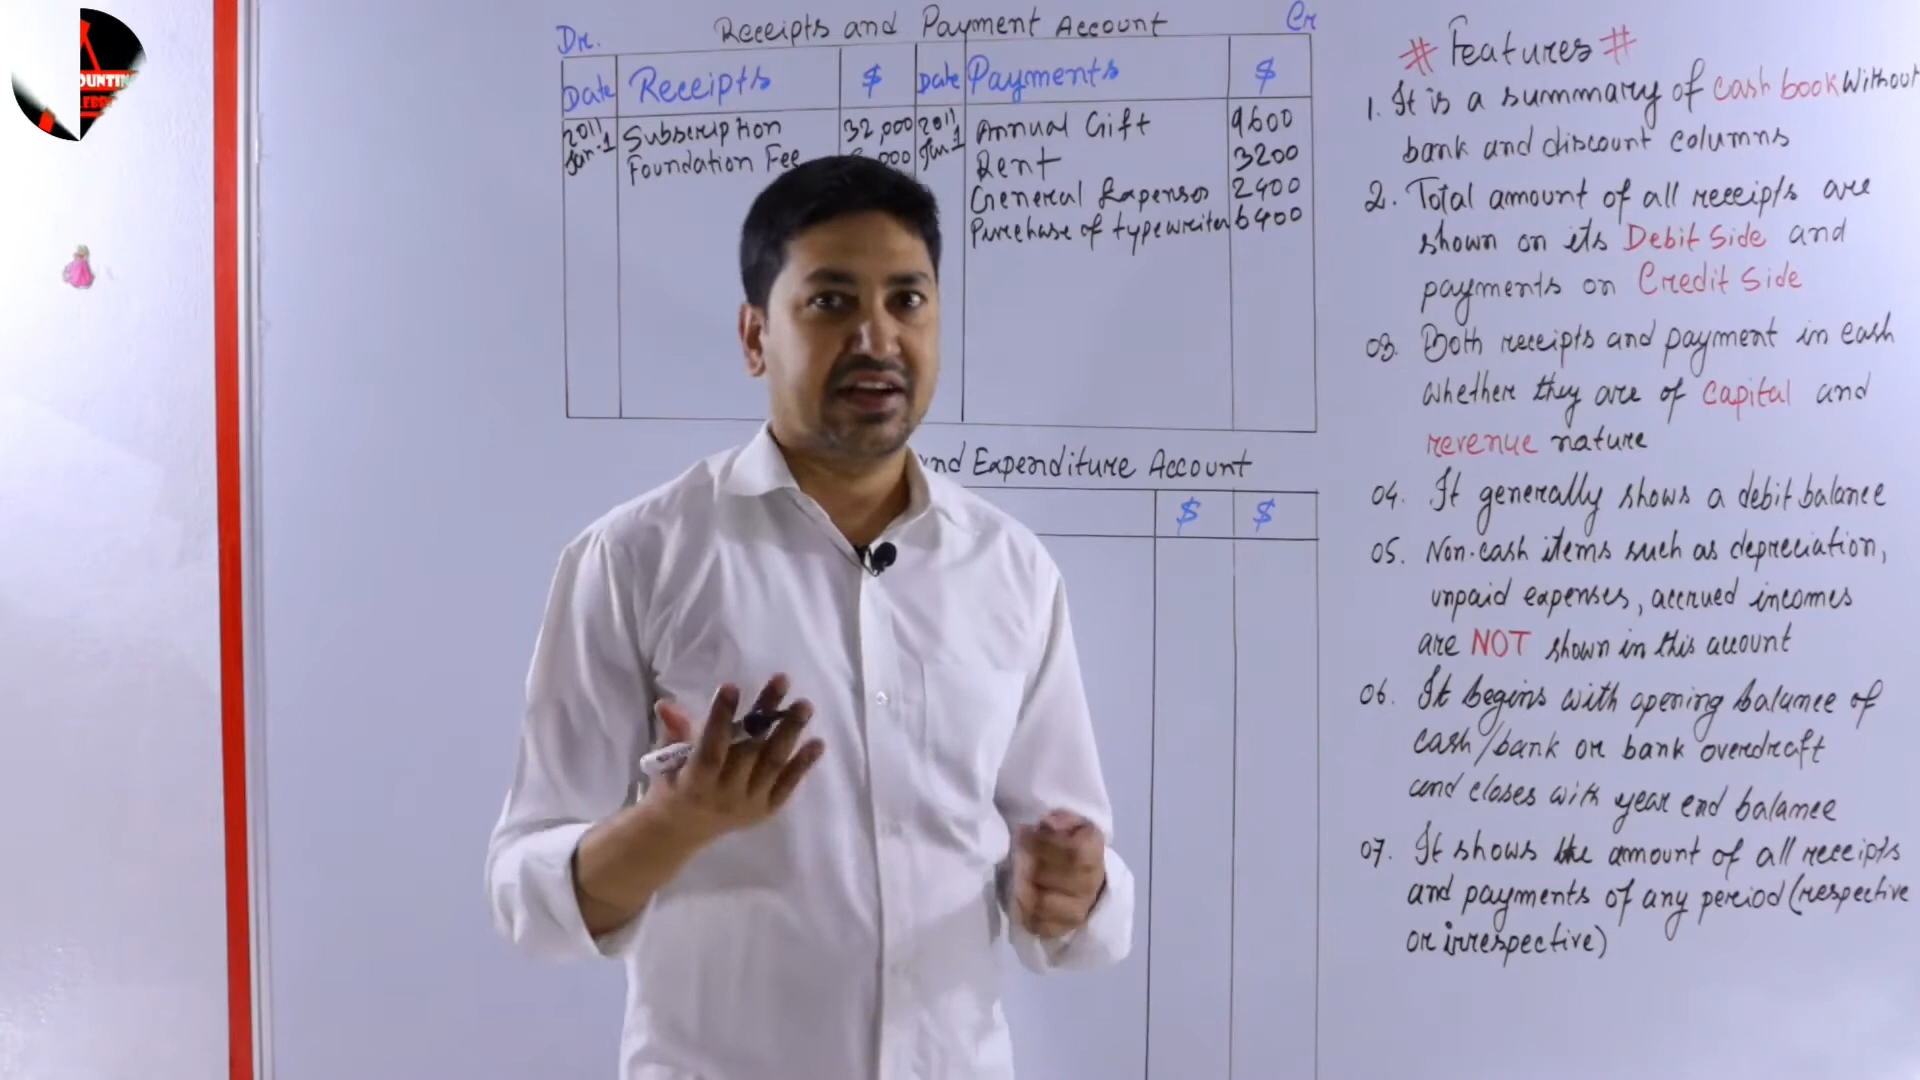 Receipts and Payment Account
Dr.
Cr
Date Receipts $ Date Payments $
2011 Jan-1 Subscription 32,000 2011 Jan-1 Annual Gift 9600
Foundation Fee ,000 Rent 3200
General Expenses 2400
Purchase of typewriter 6400
and Expenditure Account
$ $
# Features #
1. It is a summary of cash book without
bank and discount columns
2. Total amount of all receipts are
shown on its Debit Side and
payments on Credit Side
03. Both receipts and payment in cash
whether they are of capital and
revenue nature
04. It generally shows a debit balance
05. Non-cash items such as depreciation,
unpaid expenses, accrued incomes
are NOT shown in this account
06. It begins with opening balance of
cash/bank or bank overdraft
and closes with year end balance
07. It shows the amount of all receipts
and payments of any period (respective
or irrespective)